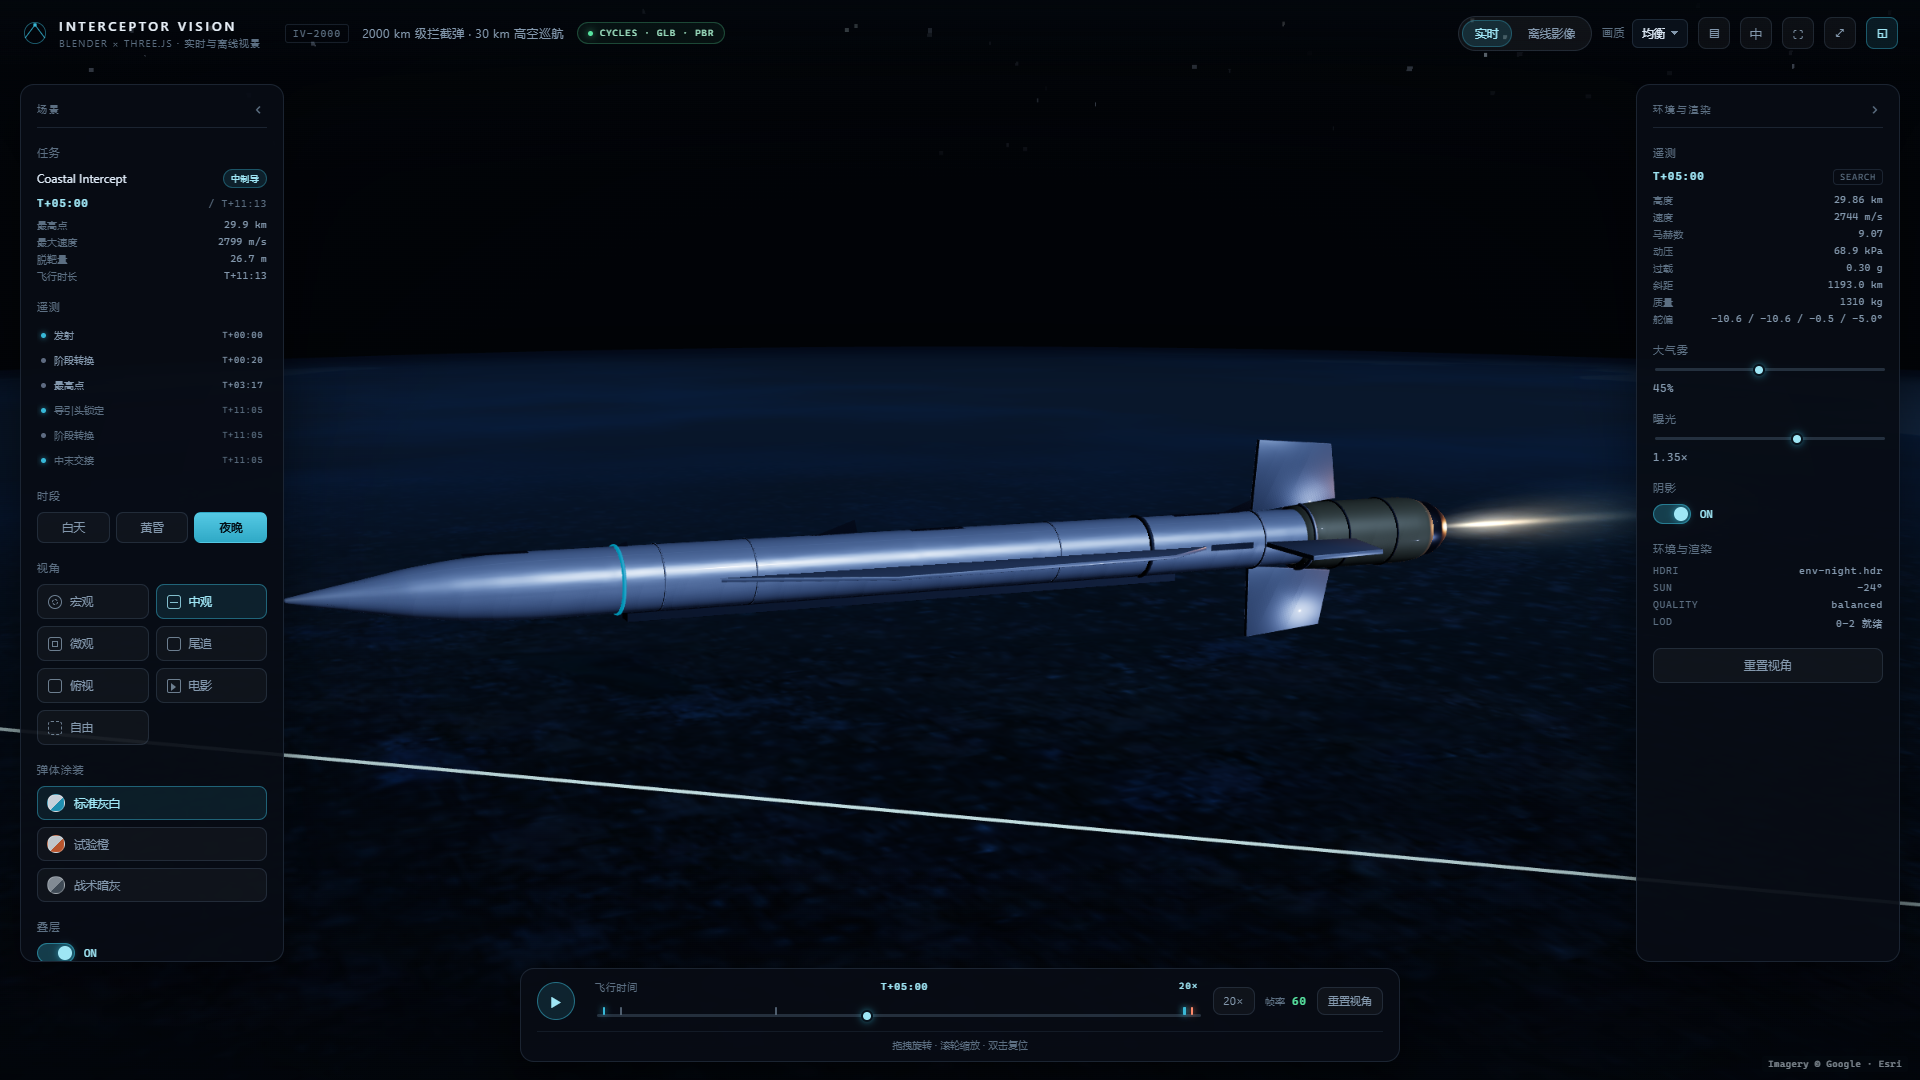 INTERCEPTOR VISION
BLENDER × THREE.JS · 实时与离线视景
IV-2000
2000 km 级拦截弹 · 30 km 高空巡航
CYCLES · GLB · PBR
实时
离线影像
画质
均衡
中
场景
任务
Coastal Intercept
中制导
T+05:00
/ T+11:13
最高点
29.9 km
最大速度
2799 m/s
脱靶量
26.7 m
飞行时长
T+11:13
遥测
发射
T+00:00
阶段转换
T+00:20
最高点
T+03:17
导引头锁定
T+11:05
阶段转换
T+11:05
中末交接
T+11:05
时段
白天
黄昏
夜晚
视角
宏观
中观
微观
尾追
俯视
电影
自由
弹体涂装
标准灰白
试验橙
战术暗灰
叠层
ON
环境与渲染
遥测
T+05:00
SEARCH
高度
29.86 km
速度
2744 m/s
马赫数
9.07
动压
68.9 kPa
过载
0.30 g
斜距
1193.0 km
质量
1310 kg
舵偏
-10.6 / -10.6 / -0.5 / -5.0°
大气雾
45%
曝光
1.35×
阴影
ON
环境与渲染
HDRI
env-night.hdr
SUN
-24°
QUALITY
balanced
LOD
0-2 就绪
重置视角
飞行时间
T+05:00
20×
20×
帧率 60
重置视角
拖拽旋转 · 滚轮缩放 · 双击复位
Imagery © Google · Esri